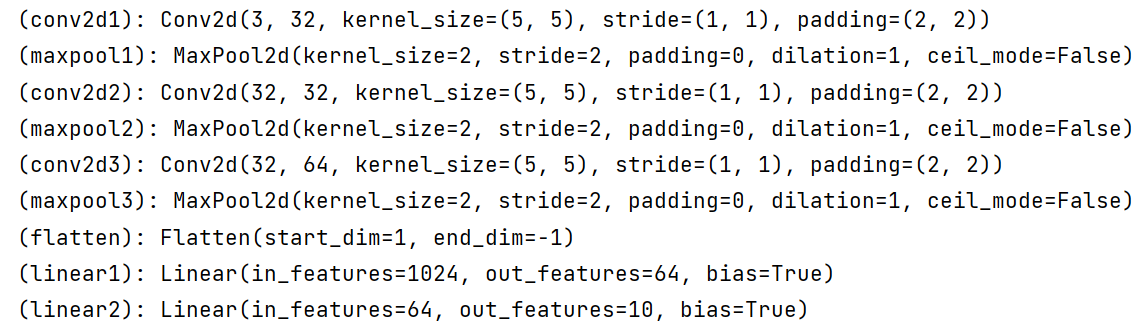 (conv2d1): Conv2d(3, 32, kernel_size=(5, 5), stride=(1, 1), padding=(2, 2))
(maxpool1): MaxPool2d(kernel_size=2, stride=2, padding=0, dilation=1, ceil_mode=False)
(conv2d2): Conv2d(32, 32, kernel_size=(5, 5), stride=(1, 1), padding=(2, 2))
(maxpool2): MaxPool2d(kernel_size=2, stride=2, padding=0, dilation=1, ceil_mode=False)
(conv2d3): Conv2d(32, 64, kernel_size=(5, 5), stride=(1, 1), padding=(2, 2))
(maxpool3): MaxPool2d(kernel_size=2, stride=2, padding=0, dilation=1, ceil_mode=False)
(flatten): Flatten(start_dim=1, end_dim=-1)
(linear1): Linear(in_features=1024, out_features=64, bias=True)
(linear2): Linear(in_features=64, out_features=10, bias=True)